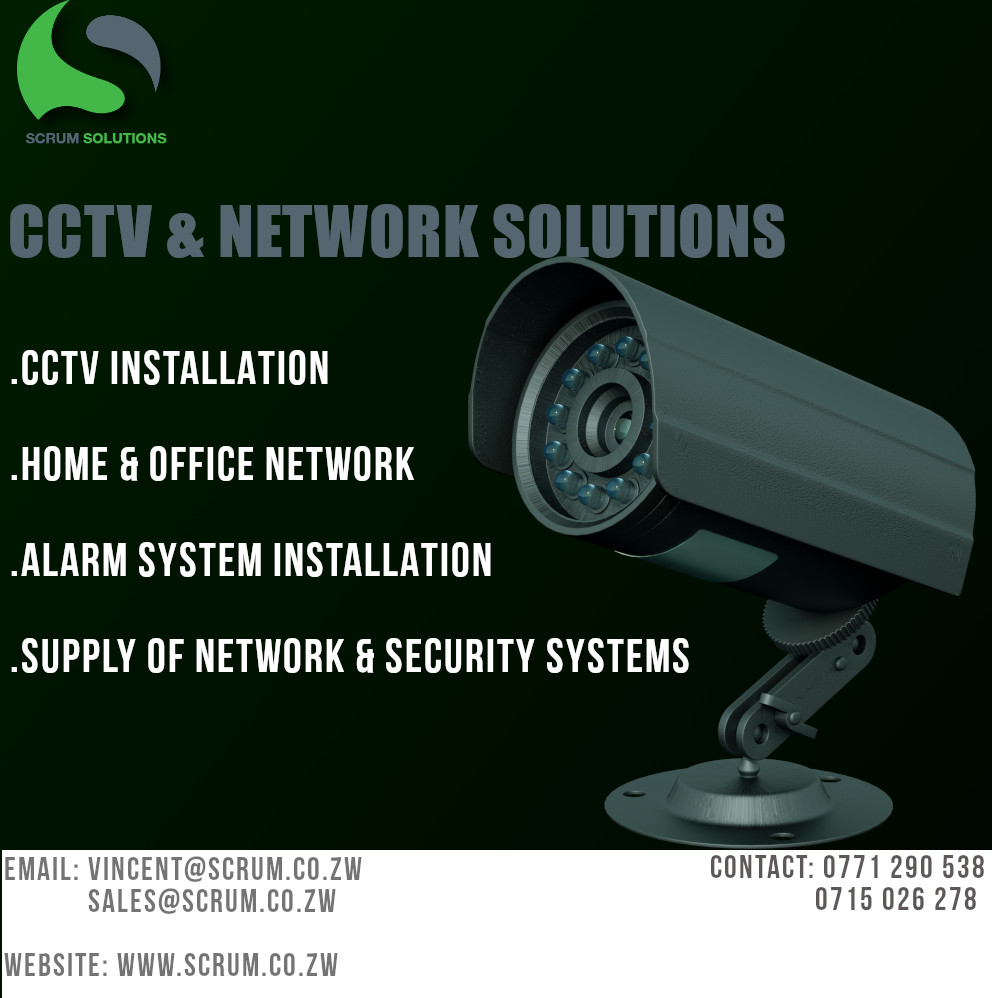 SCRUM SOLUTIONS
CCTV & NETWORK SOLUTIONS
.CCTV INSTALLATION
.HOME & OFFICE NETWORK
.ALARM SYSTEM INSTALLATION
.SUPPLY OF NETWORK & SECURITY SYSTEMS
EMAIL: VINCENT@SCRUM.CO.ZW
SALES@SCRUM.CO.ZW
WEBSITE: WWW.SCRUM.CO.ZW
CONTACT: 0771 290 538
0715 026 278